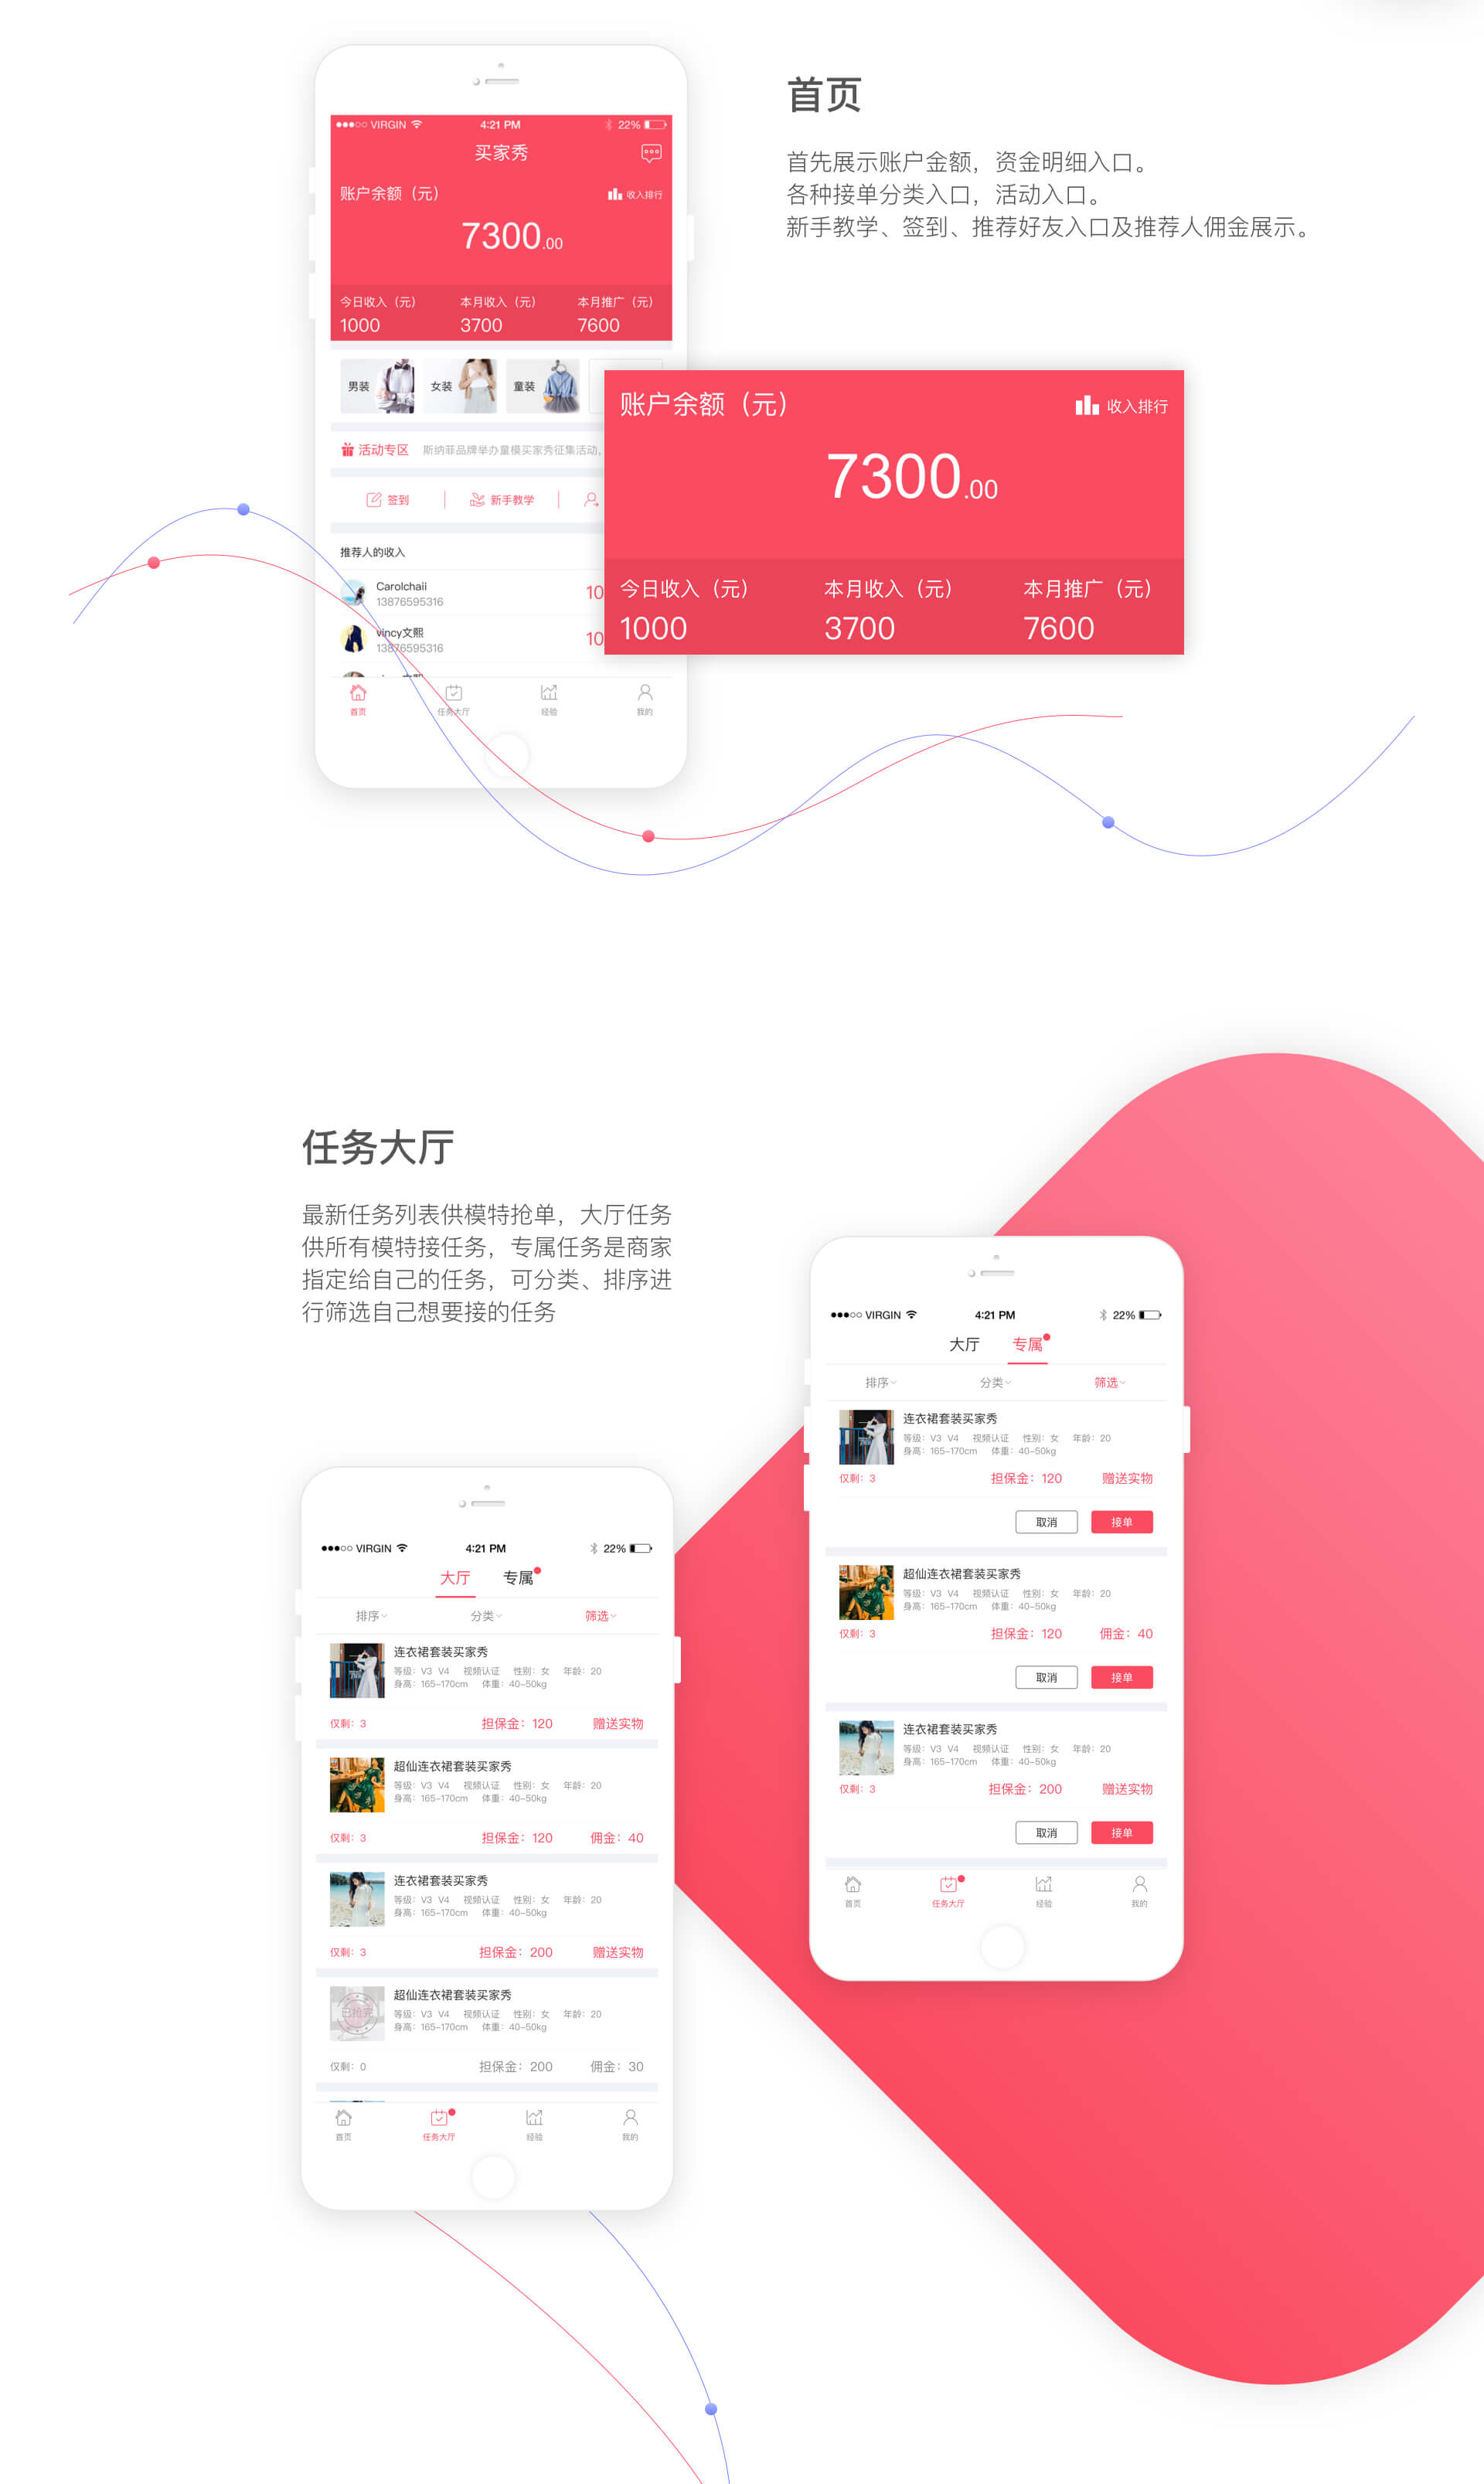 首页
首先展示账户金额，资金明细入口。
各种接单分类入口，活动入口。
新手教学、签到、推荐好友入口及推荐人佣金展示。
VIRGIN 4:21 PM 22%
买家秀
账户余额（元） 收入排行
7300.00
今日收入（元） 本月收入（元） 本月推广（元）
1000 3700 7600
男装 女装 童装
活动专区 斯纳菲品牌举办童模买家秀征集活动，
签到 新手教学
推荐人的收入
Carolchaii
13876595316 10
vincy文熙
13876595316 10
首页 任务大厅 经验 我的
账户余额（元） 收入排行
7300.00
今日收入（元） 本月收入（元） 本月推广（元）
1000 3700 7600
任务大厅
最新任务列表供模特抢单，大厅任务
供所有模特接任务，专属任务是商家
指定给自己的任务，可分类、排序进
行筛选自己想要接的任务
VIRGIN 4:21 PM 22%
大厅 专属
排序 分类 筛选
连衣裙套装买家秀
等级：V3 V4 视频认证 性别：女 年龄：20
身高：165-170cm 体重：40-50kg
仅剩：3 担保金：120 赠送实物
取消 接单
超仙连衣裙套装买家秀
等级：V3 V4 视频认证 性别：女 年龄：20
身高：165-170cm 体重：40-50kg
仅剩：3 担保金：120 佣金：40
取消 接单
连衣裙套装买家秀
等级：V3 V4 视频认证 性别：女 年龄：20
身高：165-170cm 体重：40-50kg
仅剩：3 担保金：200 赠送实物
取消 接单
首页 任务大厅 经验 我的
VIRGIN 4:21 PM 22%
大厅 专属
排序 分类 筛选
连衣裙套装买家秀
等级：V3 V4 视频认证 性别：女 年龄：20
身高：165-170cm 体重：40-50kg
仅剩：3 担保金：120 赠送实物
超仙连衣裙套装买家秀
等级：V3 V4 视频认证 性别：女 年龄：20
身高：165-170cm 体重：40-50kg
仅剩：3 担保金：120 佣金：40
连衣裙套装买家秀
等级：V3 V4 视频认证 性别：女 年龄：20
身高：165-170cm 体重：40-50kg
仅剩：3 担保金：200 赠送实物
已抢完
超仙连衣裙套装买家秀
等级：V3 V4 视频认证 性别：女 年龄：20
身高：165-170cm 体重：40-50kg
仅剩：0 担保金：200 佣金：30
首页 任务大厅 经验 我的